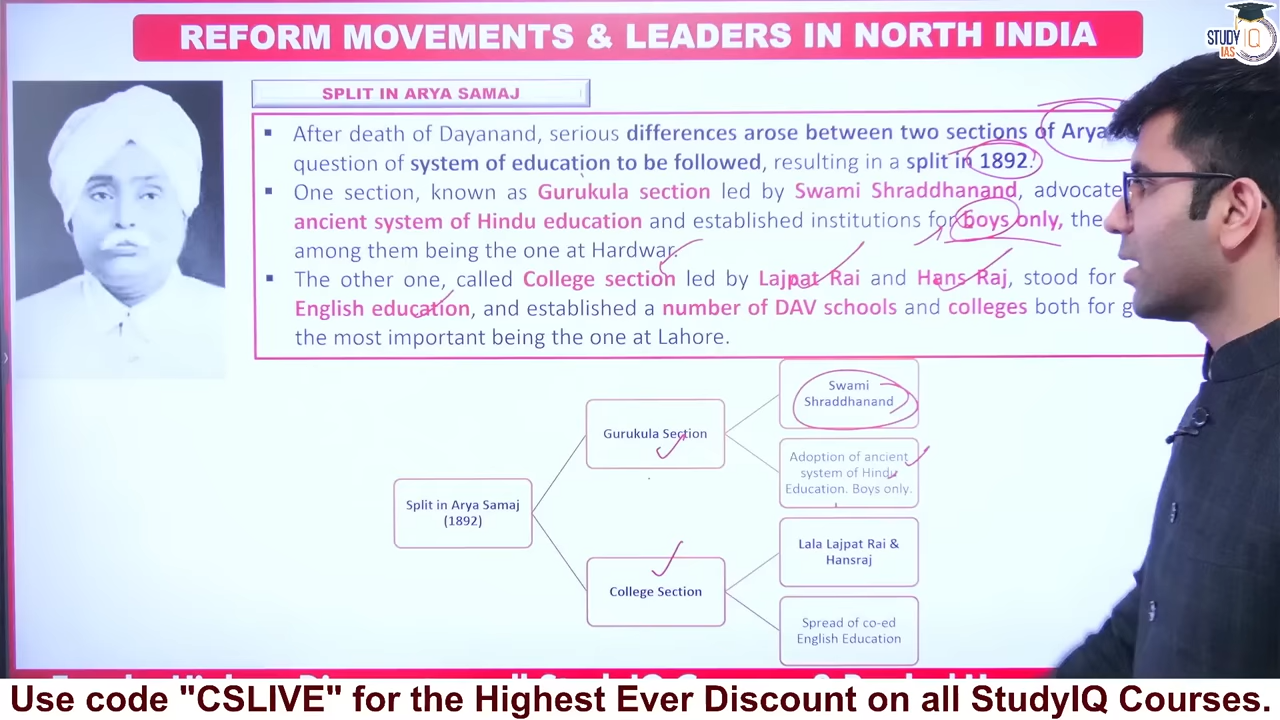 REFORM MOVEMENTS & LEADERS IN NORTH INDIA
STUDY IQ
IAS
SPLIT IN ARYA SAMAJ
▪ After death of Dayanand, serious differences arose between two sections of Arya
question of system of education to be followed, resulting in a split in 1892.
▪ One section, known as Gurukula section led by Swami Shraddhanand, advocate
ancient system of Hindu education and established institutions for boys only, the
among them being the one at Hardwar.
▪ The other one, called College section led by Lajpat Rai and Hans Raj, stood for
English education, and established a number of DAV schools and colleges both for g
the most important being the one at Lahore.
Split in Arya Samaj
(1892)
Gurukula Section
Swami
Shraddhanand
Adoption of ancient
system of Hindu
Education. Boys only.
College Section
Lala Lajpat Rai &
Hansraj
Spread of co-ed
English Education
Use code "CSLIVE" for the Highest Ever Discount on all StudyIQ Courses.